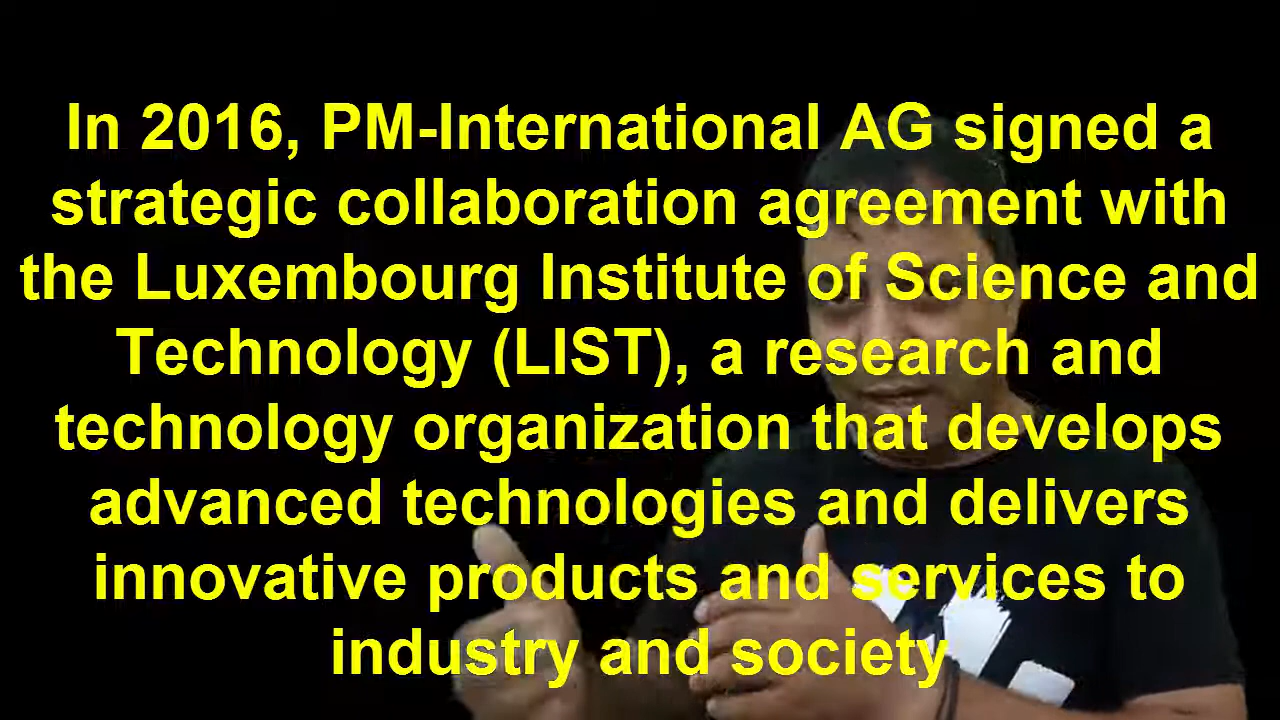 In 2016, PM-International AG signed a
strategic collaboration agreement with
the Luxembourg Institute of Science and
Technology (LIST), a research and
technology organization that develops
advanced technologies and delivers
innovative products and services to
industry and society